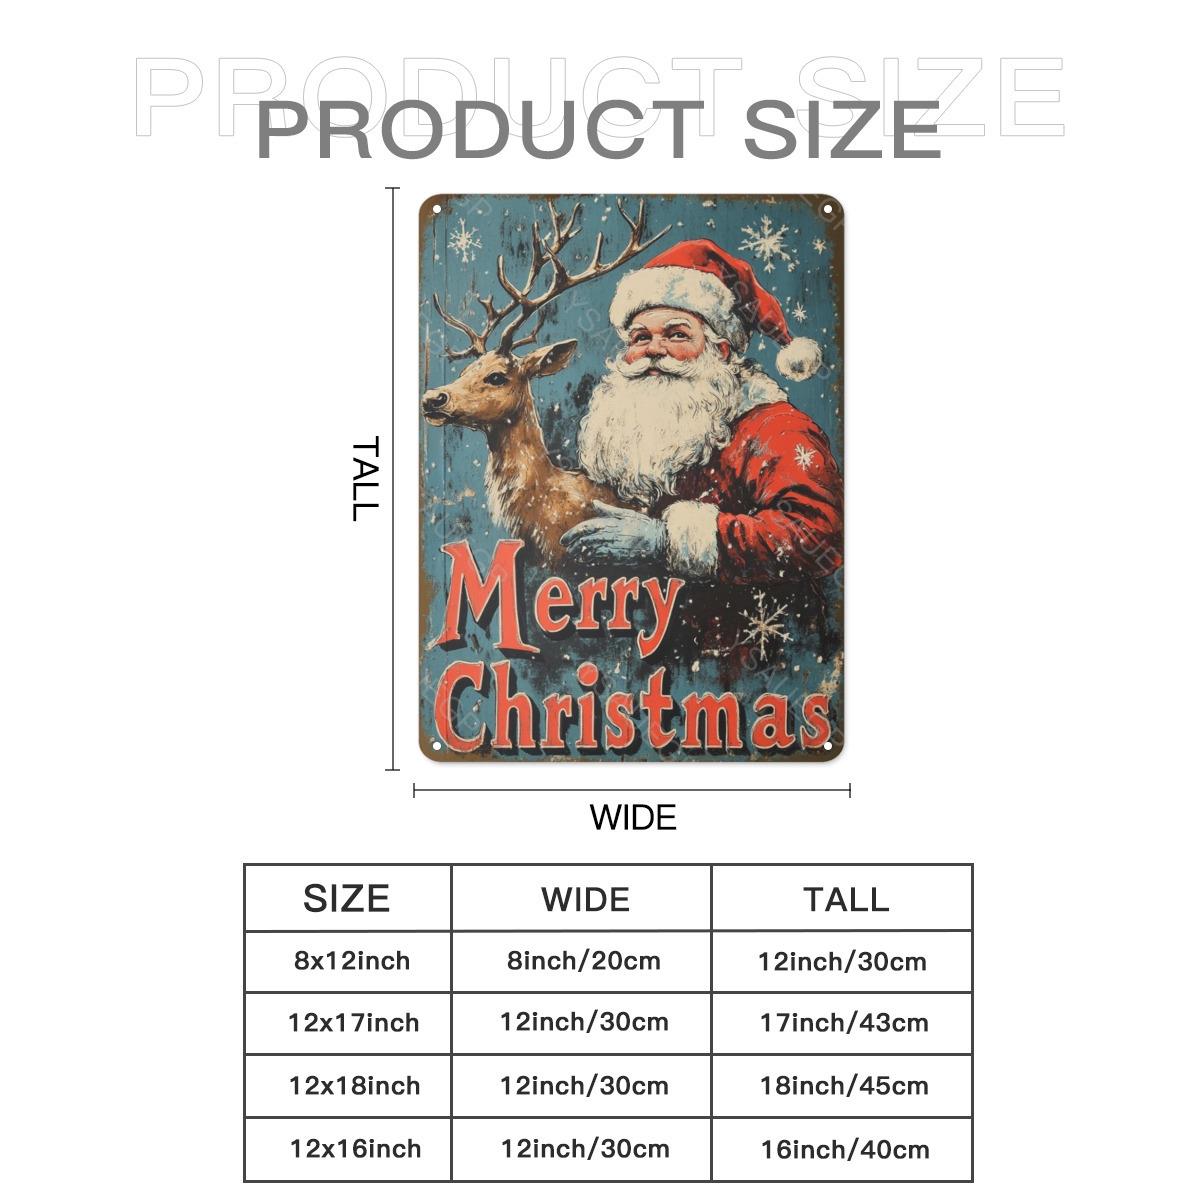 PRODUCT SIZE
PRODUCT SIZE
TALL
Merry
Christmas
WIDE
SIZE WIDE TALL
8x12inch 8inch/20cm 12inch/30cm
12x17inch 12inch/30cm 17inch/43cm
12x18inch 12inch/30cm 18inch/45cm
12x16inch 12inch/30cm 16inch/40cm